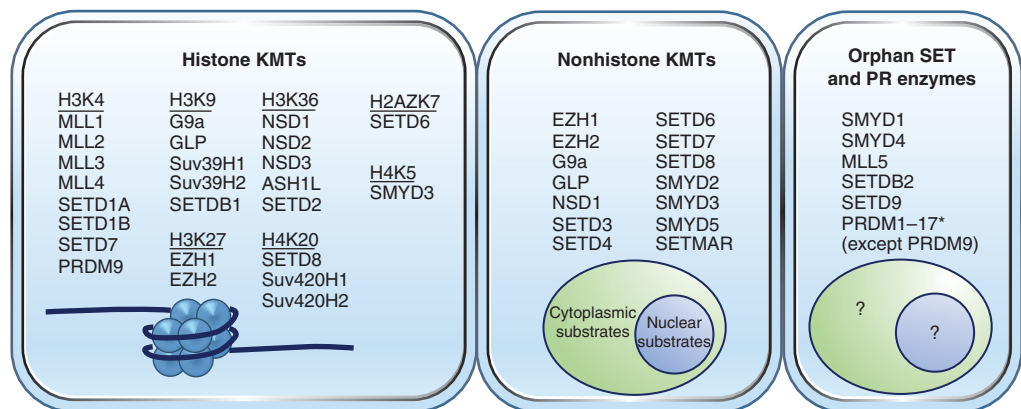 Histone KMTs
H3K4
MLL1
MLL2
MLL3
MLL4
SETD1A
SETD1B
SETD7
PRDM9
H3K9
G9a
GLP
Suv39H1
Suv39H2
SETDB1
H3K27
EZH1
EZH2
H3K36
NSD1
NSD2
NSD3
ASH1L
SETD2
H4K20
SETD8
Suv420H1
Suv420H2
H2AZK7
SETD6
H4K5
SMYD3
Nonhistone KMTs
EZH1
EZH2
G9a
GLP
NSD1
SETD3
SETD4
SETD6
SETD7
SETD8
SMYD2
SMYD3
SMYD5
SETMAR
Cytoplasmic
substrates
Nuclear
substrates
Orphan SET
and PR enzymes
SMYD1
SMYD4
MLL5
SETDB2
SETD9
PRDM1–17*
(except PRDM9)
?
?